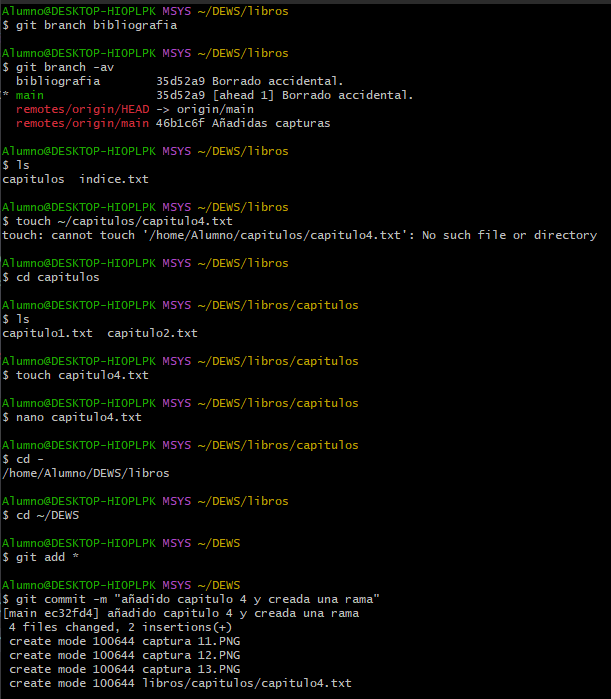 Alumno@DESKTOP-HIOPLPK MSYS ~/DEWS/libros
$ git branch bibliografia
Alumno@DESKTOP-HIOPLPK MSYS ~/DEWS/libros
$ git branch -av
bibliografia 35d52a9 Borrado accidental.
* main 35d52a9 [ahead 1] Borrado accidental.
remotes/origin/HEAD -> origin/main
remotes/origin/main 46b1c6f Añadidas capturas
Alumno@DESKTOP-HIOPLPK MSYS ~/DEWS/libros
$ ls
capitulos indice.txt
Alumno@DESKTOP-HIOPLPK MSYS ~/DEWS/libros
$ touch ~/capitulos/capitulo4.txt
touch: cannot touch '/home/Alumno/capitulos/capitulo4.txt': No such file or directory
Alumno@DESKTOP-HIOPLPK MSYS ~/DEWS/libros
$ cd capitulos
Alumno@DESKTOP-HIOPLPK MSYS ~/DEWS/libros/capitulos
$ ls
capitulo1.txt capitulo2.txt
Alumno@DESKTOP-HIOPLPK MSYS ~/DEWS/libros/capitulos
$ touch capitulo4.txt
Alumno@DESKTOP-HIOPLPK MSYS ~/DEWS/libros/capitulos
$ nano capitulo4.txt
Alumno@DESKTOP-HIOPLPK MSYS ~/DEWS/libros/capitulos
$ cd -
/home/Alumno/DEWS/libros
Alumno@DESKTOP-HIOPLPK MSYS ~/DEWS/libros
$ cd ~/DEWS
Alumno@DESKTOP-HIOPLPK MSYS ~/DEWS
$ git add *
Alumno@DESKTOP-HIOPLPK MSYS ~/DEWS
$ git commit -m "añadido capitulo 4 y creada una rama"
[main ec32fd4] añadido capitulo 4 y creada una rama
4 files changed, 2 insertions(+)
create mode 100644 captura 11.PNG
create mode 100644 captura 12.PNG
create mode 100644 captura 13.PNG
create mode 100644 libros/capitulos/capitulo4.txt